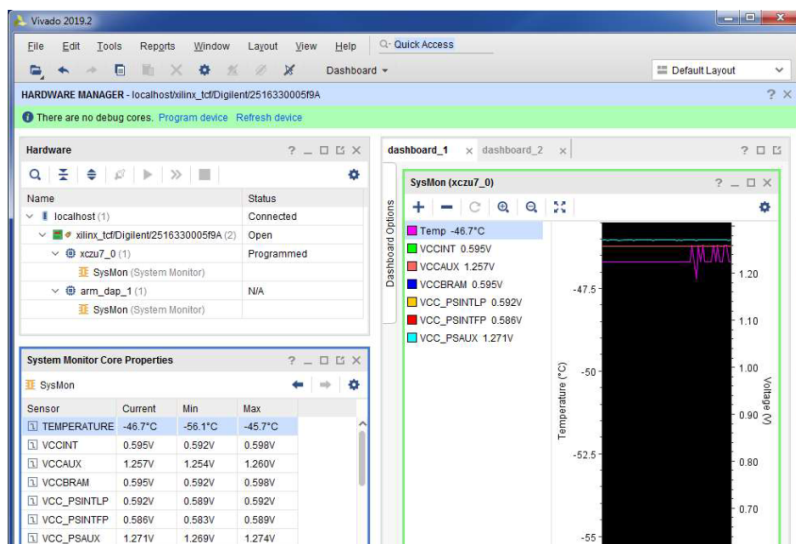 Vivado 2019.2
File Edit Tools Reports Window Layout View Help Quick Access
Dashboard
Default Layout
HARDWARE MANAGER - localhost/xilinx_tcf/Digilent/2516330005f9A
There are no debug cores. Program device Refresh device
Hardware
Name Status
localhost (1) Connected
xilinx_tcf/Digilent/2516330005f9A (2) Open
xczu7_0 (1) Programmed
SysMon (System Monitor)
arm_dap_1 (1) N/A
SysMon (System Monitor)
System Monitor Core Properties
SysMon
Sensor Current Min Max
TEMPERATURE -46.7°C -56.1°C -45.7°C
VCCINT 0.595V 0.592V 0.598V
VCCAUX 1.257V 1.254V 1.260V
VCCBRAM 0.595V 0.592V 0.598V
VCC_PSINTLP 0.592V 0.589V 0.592V
VCC_PSINTFP 0.586V 0.583V 0.589V
VCC_PSAUX 1.271V 1.269V 1.274V
dashboard_1 dashboard_2
Dashboard Options
SysMon (xczu7_0)
Temp -46.7°C
VCCINT 0.595V
VCCAUX 1.257V
VCCBRAM 0.595V
VCC_PSINTLP 0.592V
VCC_PSINTFP 0.586V
VCC_PSAUX 1.271V
Temperature (°C)
-47.5
-50
-52.5
-55
1.20
1.10
1.00
0.90
0.80
0.70
Voltage (V)